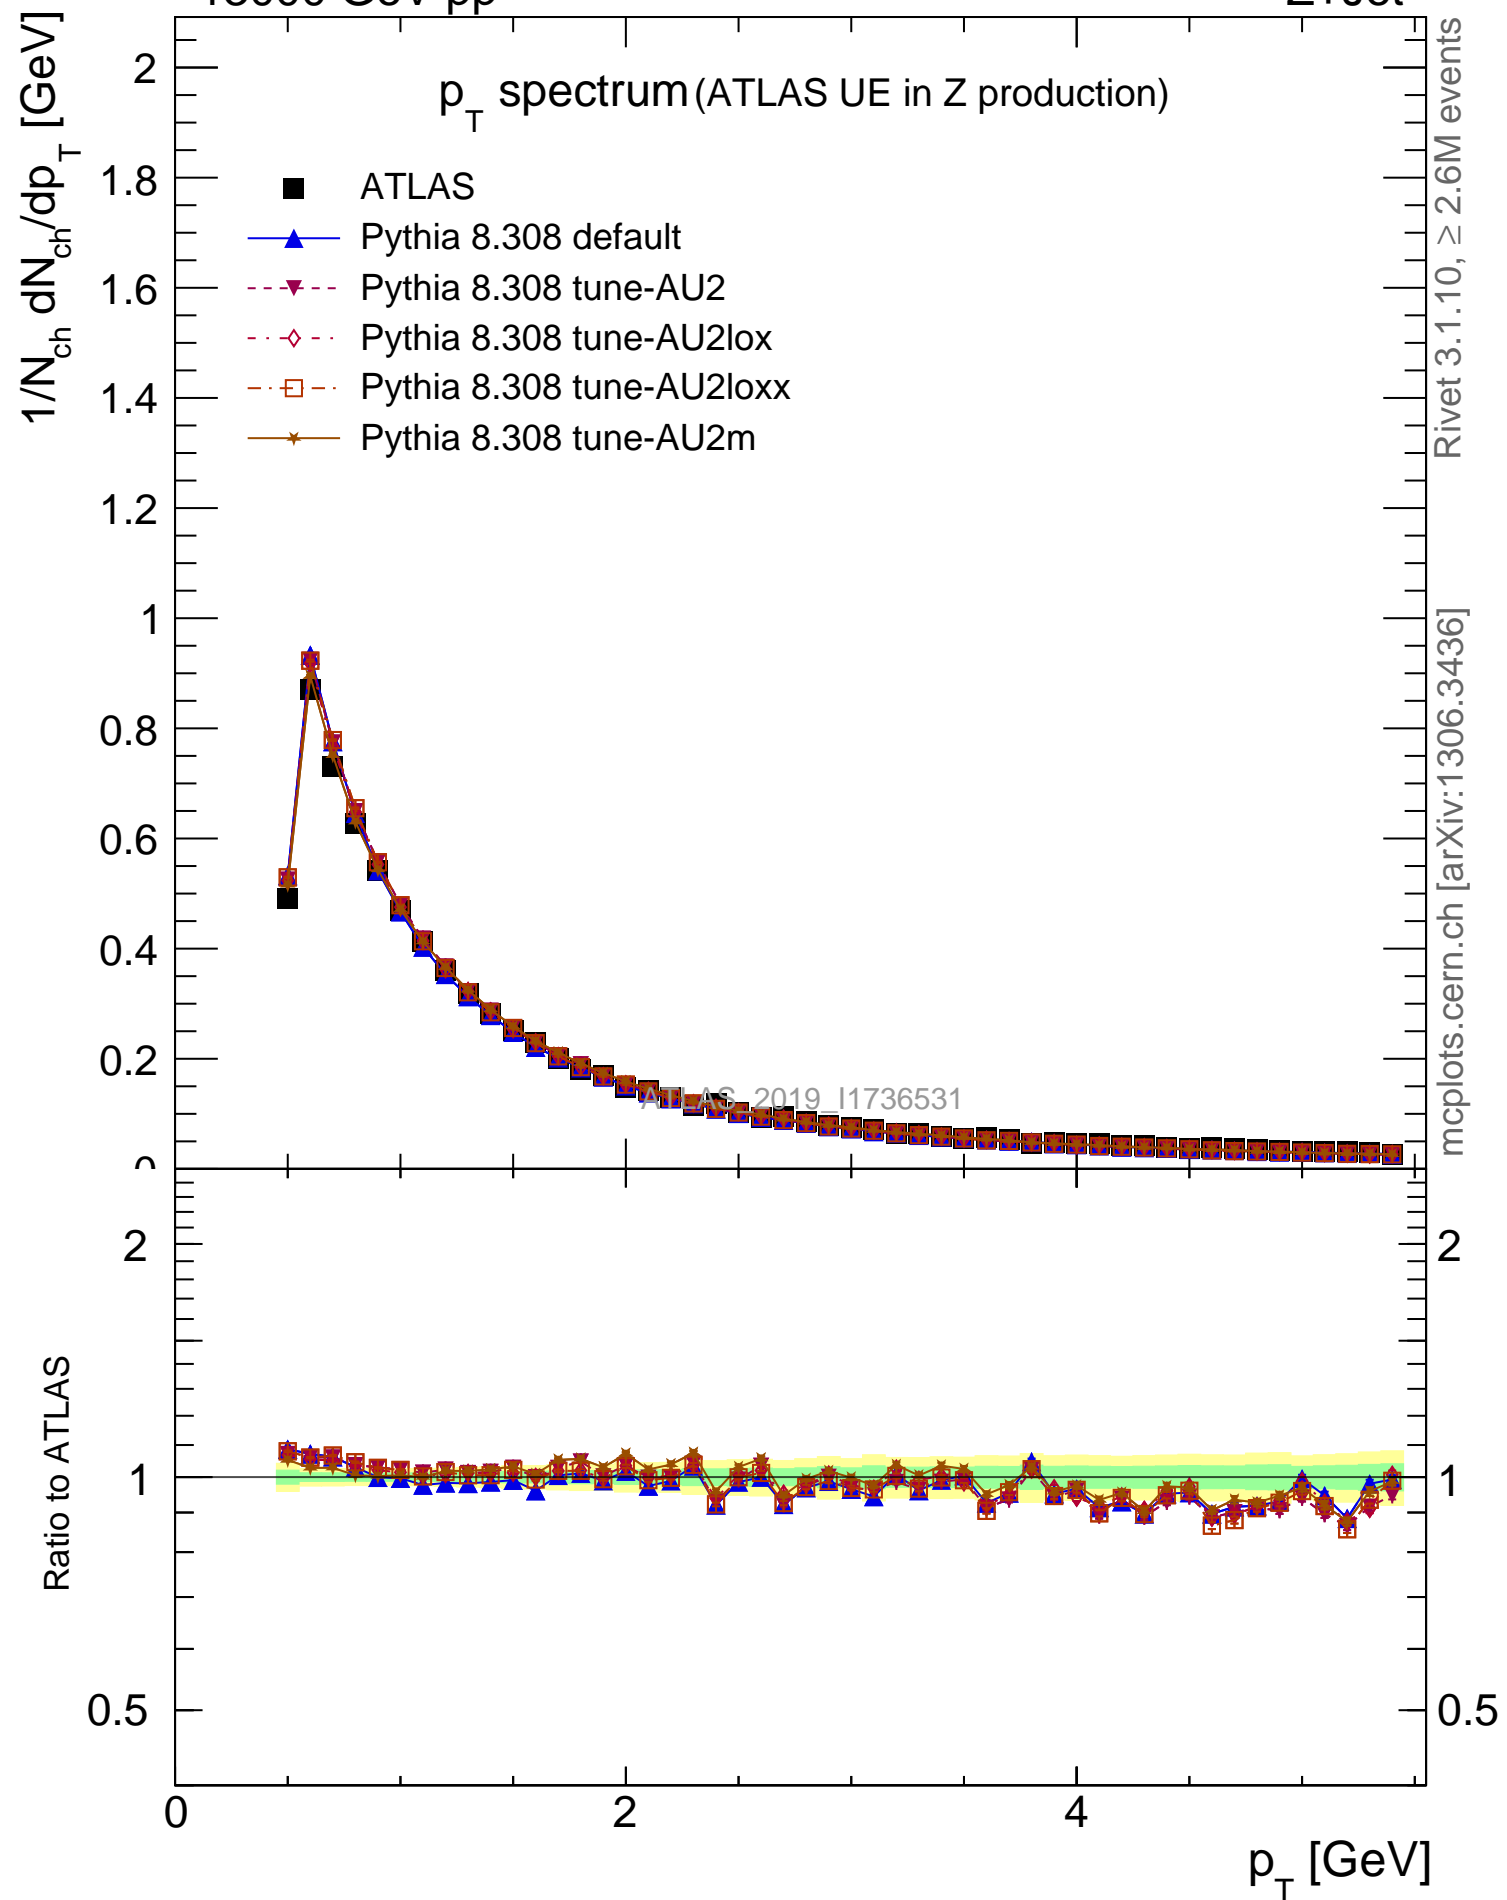 1/N_ch dN_ch/dp_T [GeV]
p_T spectrum (ATLAS UE in Z production)
ATLAS
Pythia 8.308 default
Pythia 8.308 tune-AU2
Pythia 8.308 tune-AU2lox
Pythia 8.308 tune-AU2loxx
Pythia 8.308 tune-AU2m
2
1.8
1.6
1.4
1.2
1
0.8
0.6
0.4
0.2
0
ATLAS_2019_I1736531
Rivet 3.1.10, ≥ 2.6M events
mcplots.cern.ch [arXiv:1306.3436]
Ratio to ATLAS
2
1
0.5
2
1
0.5
0
2
4
p_T [GeV]